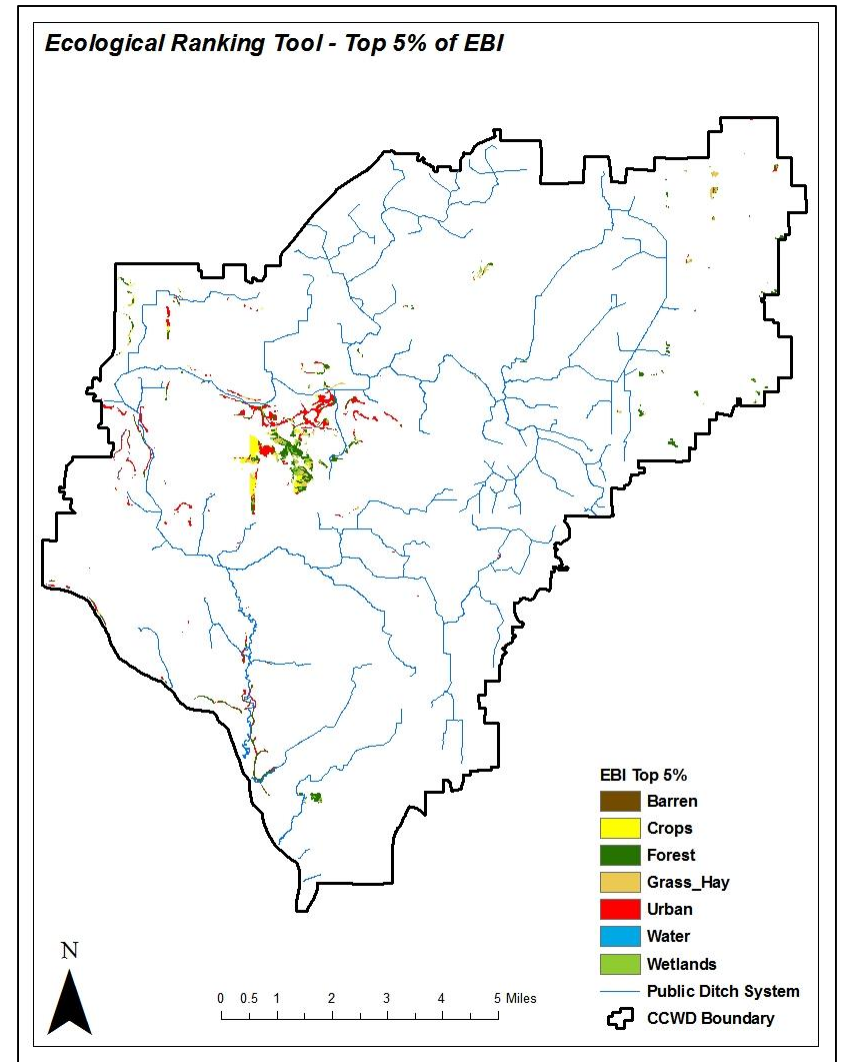 Ecological Ranking Tool - Top 5% of EBI
EBI Top 5%
Barren
Crops
Forest
Grass_Hay
Urban
Water
Wetlands
Public Ditch System
CCWD Boundary
N
0 0.5 1 2 3 4 5 Miles